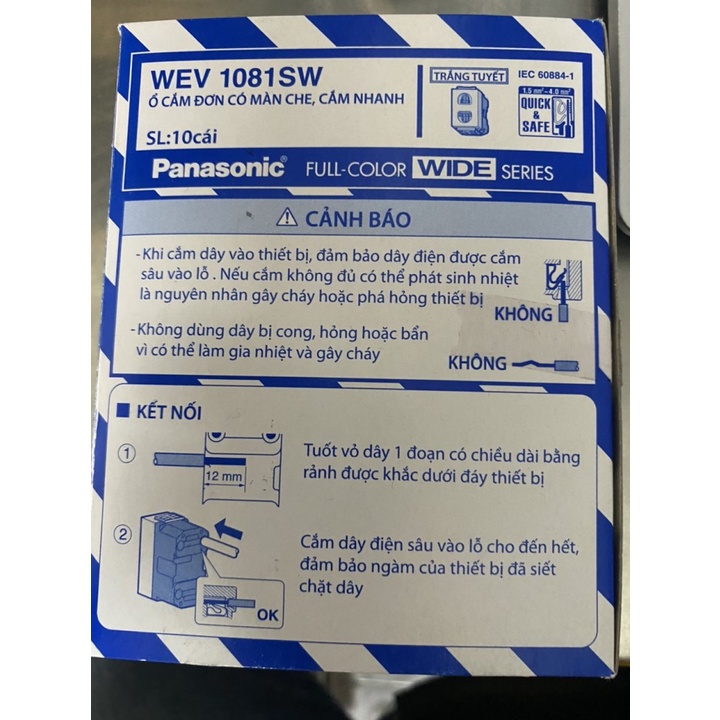 WEV 1081SW
Ổ CẮM ĐƠN CÓ MÀN CHE, CẮM NHANH
SL:10cái
TRẮNG TUYẾT
IEC 60884-1
1.5 mm²~4.0 mm²
QUICK
&
SAFE
Panasonic® FULL-COLOR WIDE SERIES
⚠ CẢNH BÁO
-Khi cắm dây vào thiết bị, đảm bảo dây điện được cắm
sâu vào lỗ . Nếu cắm không đủ có thể phát sinh nhiệt
là nguyên nhân gây cháy hoặc phá hỏng thiết bị
KHÔNG
-Không dùng dây bị cong, hỏng hoặc bẩn
vì có thể làm gia nhiệt và gây cháy
KHÔNG
■ KẾT NỐI
①
12 mm
Tuốt vỏ dây 1 đoạn có chiều dài bằng
rảnh được khắc dưới đáy thiết bị
②
OK
Cắm dây điện sâu vào lỗ cho đến hết,
đảm bảo ngàm của thiết bị đã siết
chặt dây